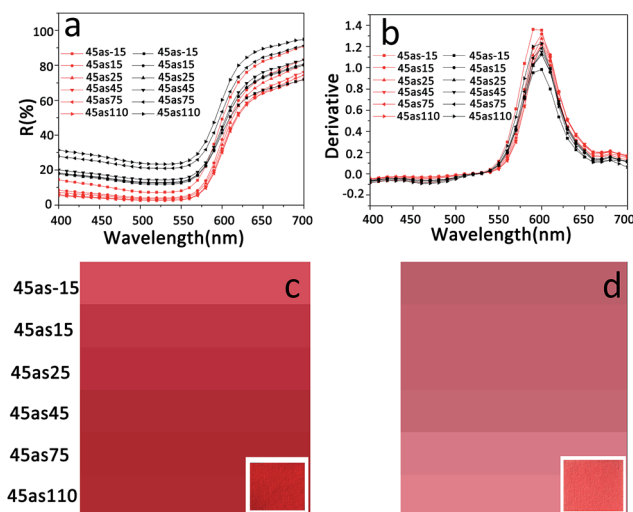 a
R(%)
100
80
60
40
20
0
45as-15 45as-15
45as15 45as15
45as25 45as25
45as45 45as45
45as75 45as75
45as110 45as110
400 450 500 550 600 650 700
Wavelength(nm)
b
Derivative
1.4
1.2
1.0
0.8
0.6
0.4
0.2
0.0
-0.2
45as-15 45as-15
45as15 45as15
45as25 45as25
45as45 45as45
45as75 45as75
45as110 45as110
400 450 500 550 600 650 700
Wavelength(nm)
c
45as-15
45as15
45as25
45as45
45as75
45as110
d